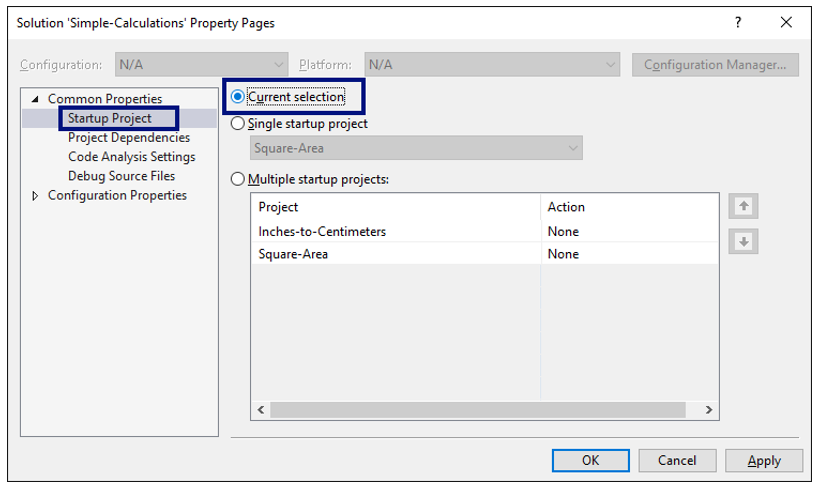 Solution 'Simple-Calculations' Property Pages
?
Configuration: N/A Platform: N/A Configuration Manager...
Common Properties
Startup Project
Project Dependencies
Code Analysis Settings
Debug Source Files
Configuration Properties
Current selection
Single startup project
Square-Area
Multiple startup projects:
Project Action
Inches-to-Centimeters None
Square-Area None
OK Cancel Apply